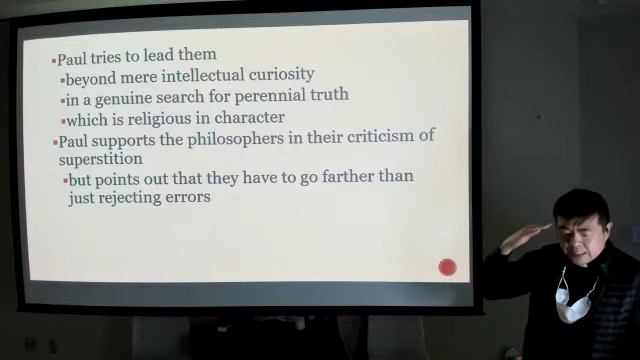 ▪Paul tries to lead them
▪beyond mere intellectual curiosity
▪in a genuine search for perennial truth
▪which is religious in character
▪Paul supports the philosophers in their criticism of
superstition
▪but points out that they have to go farther than
just rejecting errors